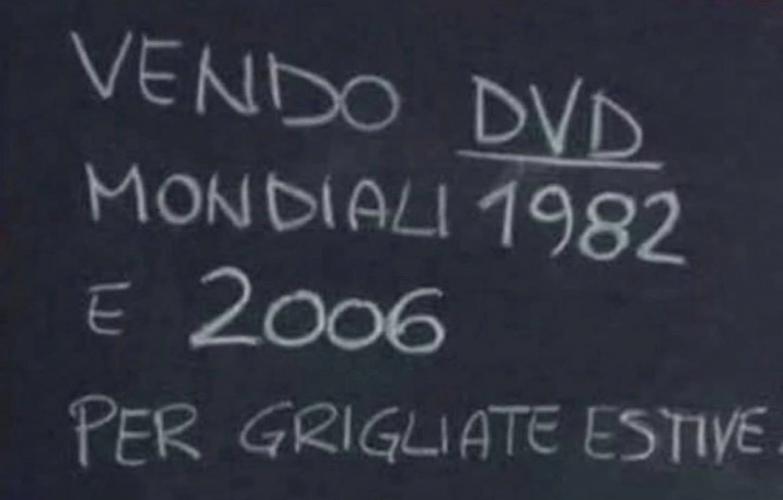 VENDO DVD
MONDIALI 1982
E 2006
PER GRIGLIATE ESTIVE.